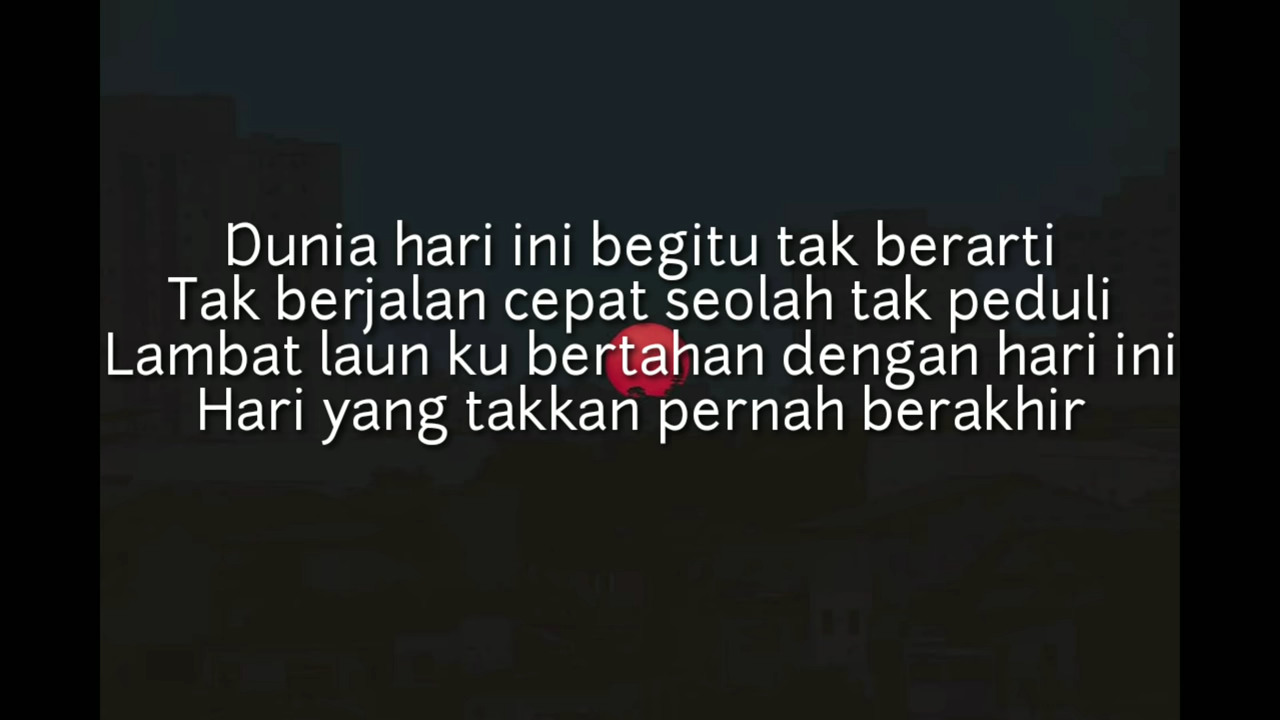 Dunia hari ini begitu tak berarti
Tak berjalan cepat seolah tak peduli
Lambat laun ku bertahan dengan hari ini
Hari yang takkan pernah berakhir